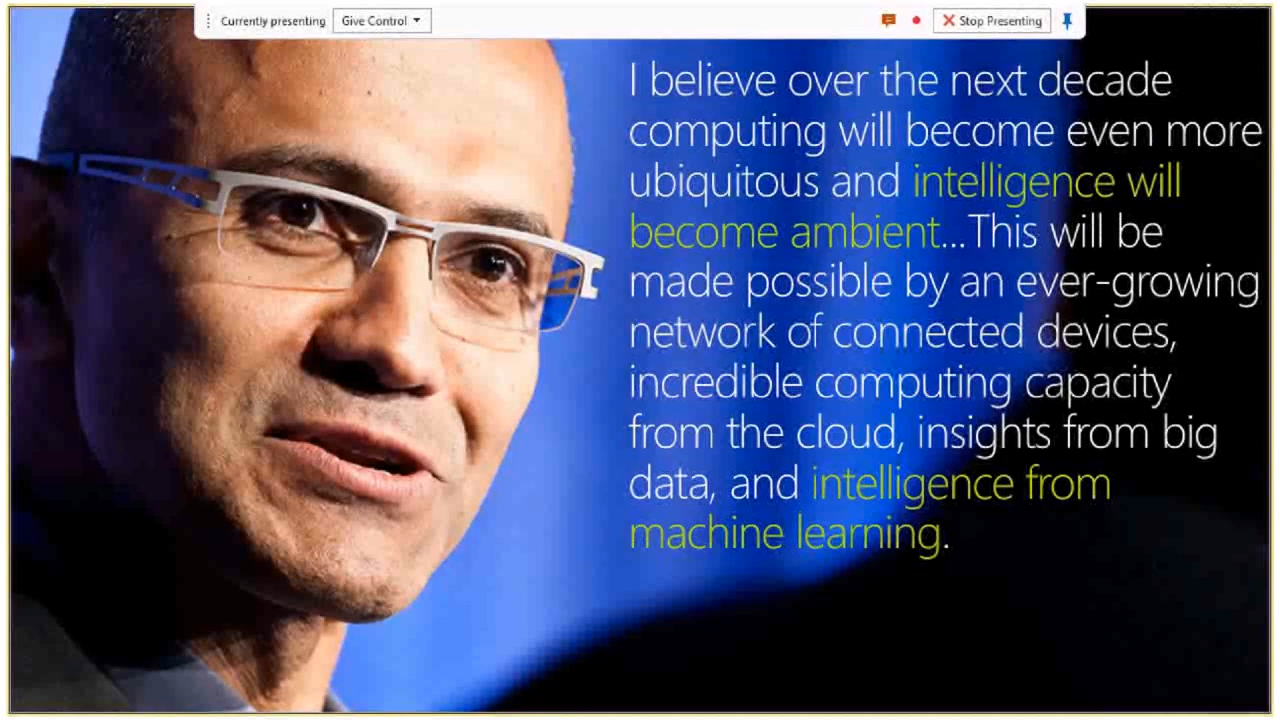 Currently presenting Give Control Stop Presenting
I believe over the next decade
computing will become even more
ubiquitous and intelligence will
become ambient...This will be
made possible by an ever-growing
network of connected devices,
incredible computing capacity
from the cloud, insights from big
data, and intelligence from
machine learning.